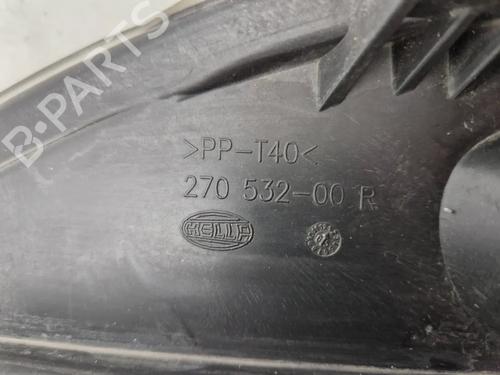 B-PARTS
>PP-T40<
270 532-00 R
HELLA